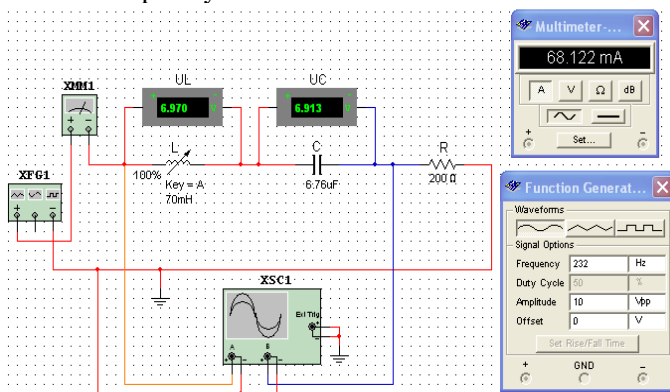 Multimeter-...
68.122 mA
A V Ω dB
Set...
+ -
XMM1
+ -
UL
6.970
UC
6.913
L
100%
Key = A
70mH
C
6.76uF
R
200 Ω
XFG1
+ -
XSC1
Ext Trig
+
-
A B
+ - + -
Function Generat...
Waveforms
Signal Options
Frequency 232 Hz
Duty Cycle 50 %
Amplitude 10 Vpp
Offset 0 V
Set Rise/Fall Time
+ GND -